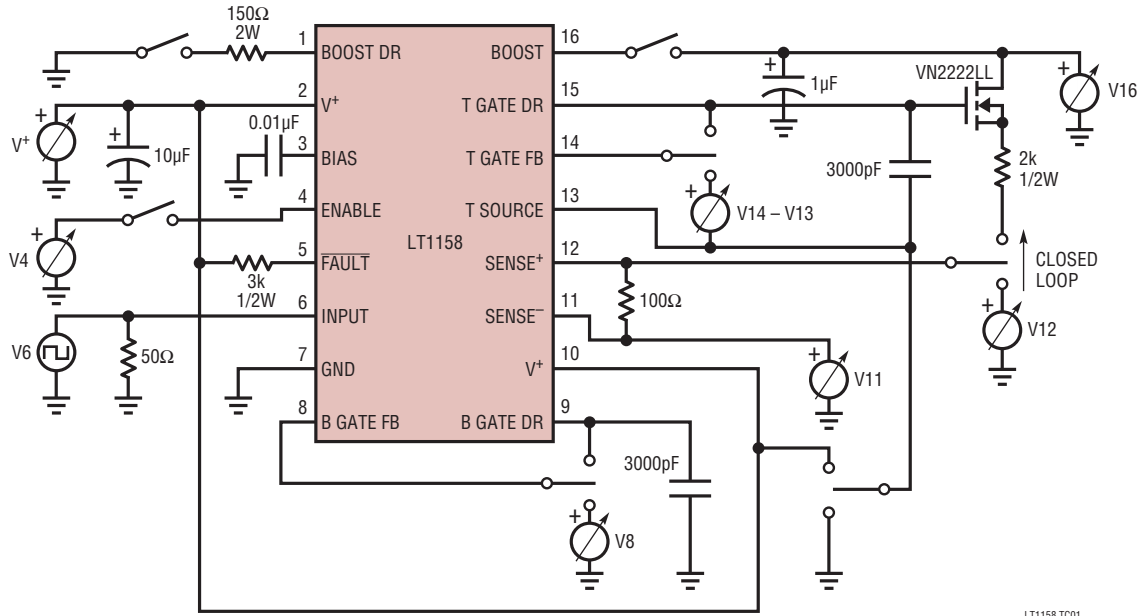 150Ω
2W
1
BOOST DR
BOOST
16
2
V+
T GATE DR
15
VN2222LL
+
V16
+
V+
+
10µF
0.01µF
3
BIAS
T GATE FB
14
+
1µF
3000pF
2k
1/2W
4
ENABLE
T SOURCE
13
+
V14 – V13
+
V4
LT1158
5
FAULT
SENSE+
12
CLOSED
LOOP
3k
1/2W
100Ω
6
INPUT
SENSE–
11
+
V12
V6
50Ω
7
GND
V+
10
+
V11
8
B GATE FB
B GATE DR
9
3000pF
+
V8
LT1158 TC01